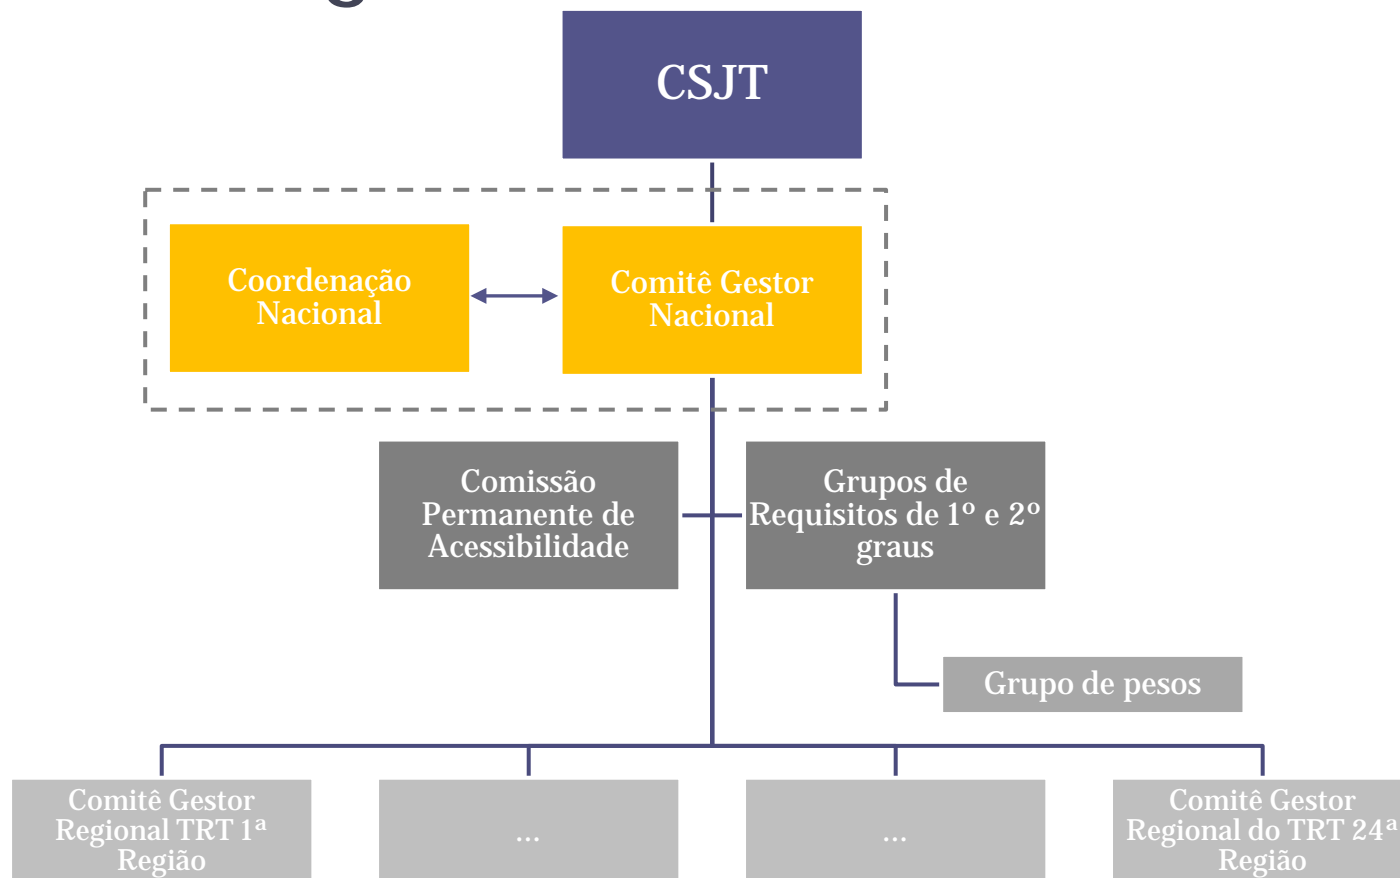 CSJT
Coordenação
Nacional
Comitê Gestor
Nacional
Comissão
Permanente de
Acessibilidade
Grupos de
Requisitos de 1º e 2º
graus
Grupo de pesos
Comitê Gestor
Regional TRT 1ª
Região
...
...
Comitê Gestor
Regional do TRT 24ª
Região